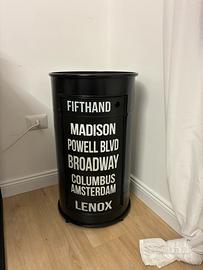 FIFTHAND
MADISON
POWELL BLVD
BROADWAY
COLUMBUS
AMSTERDAM
LENOX